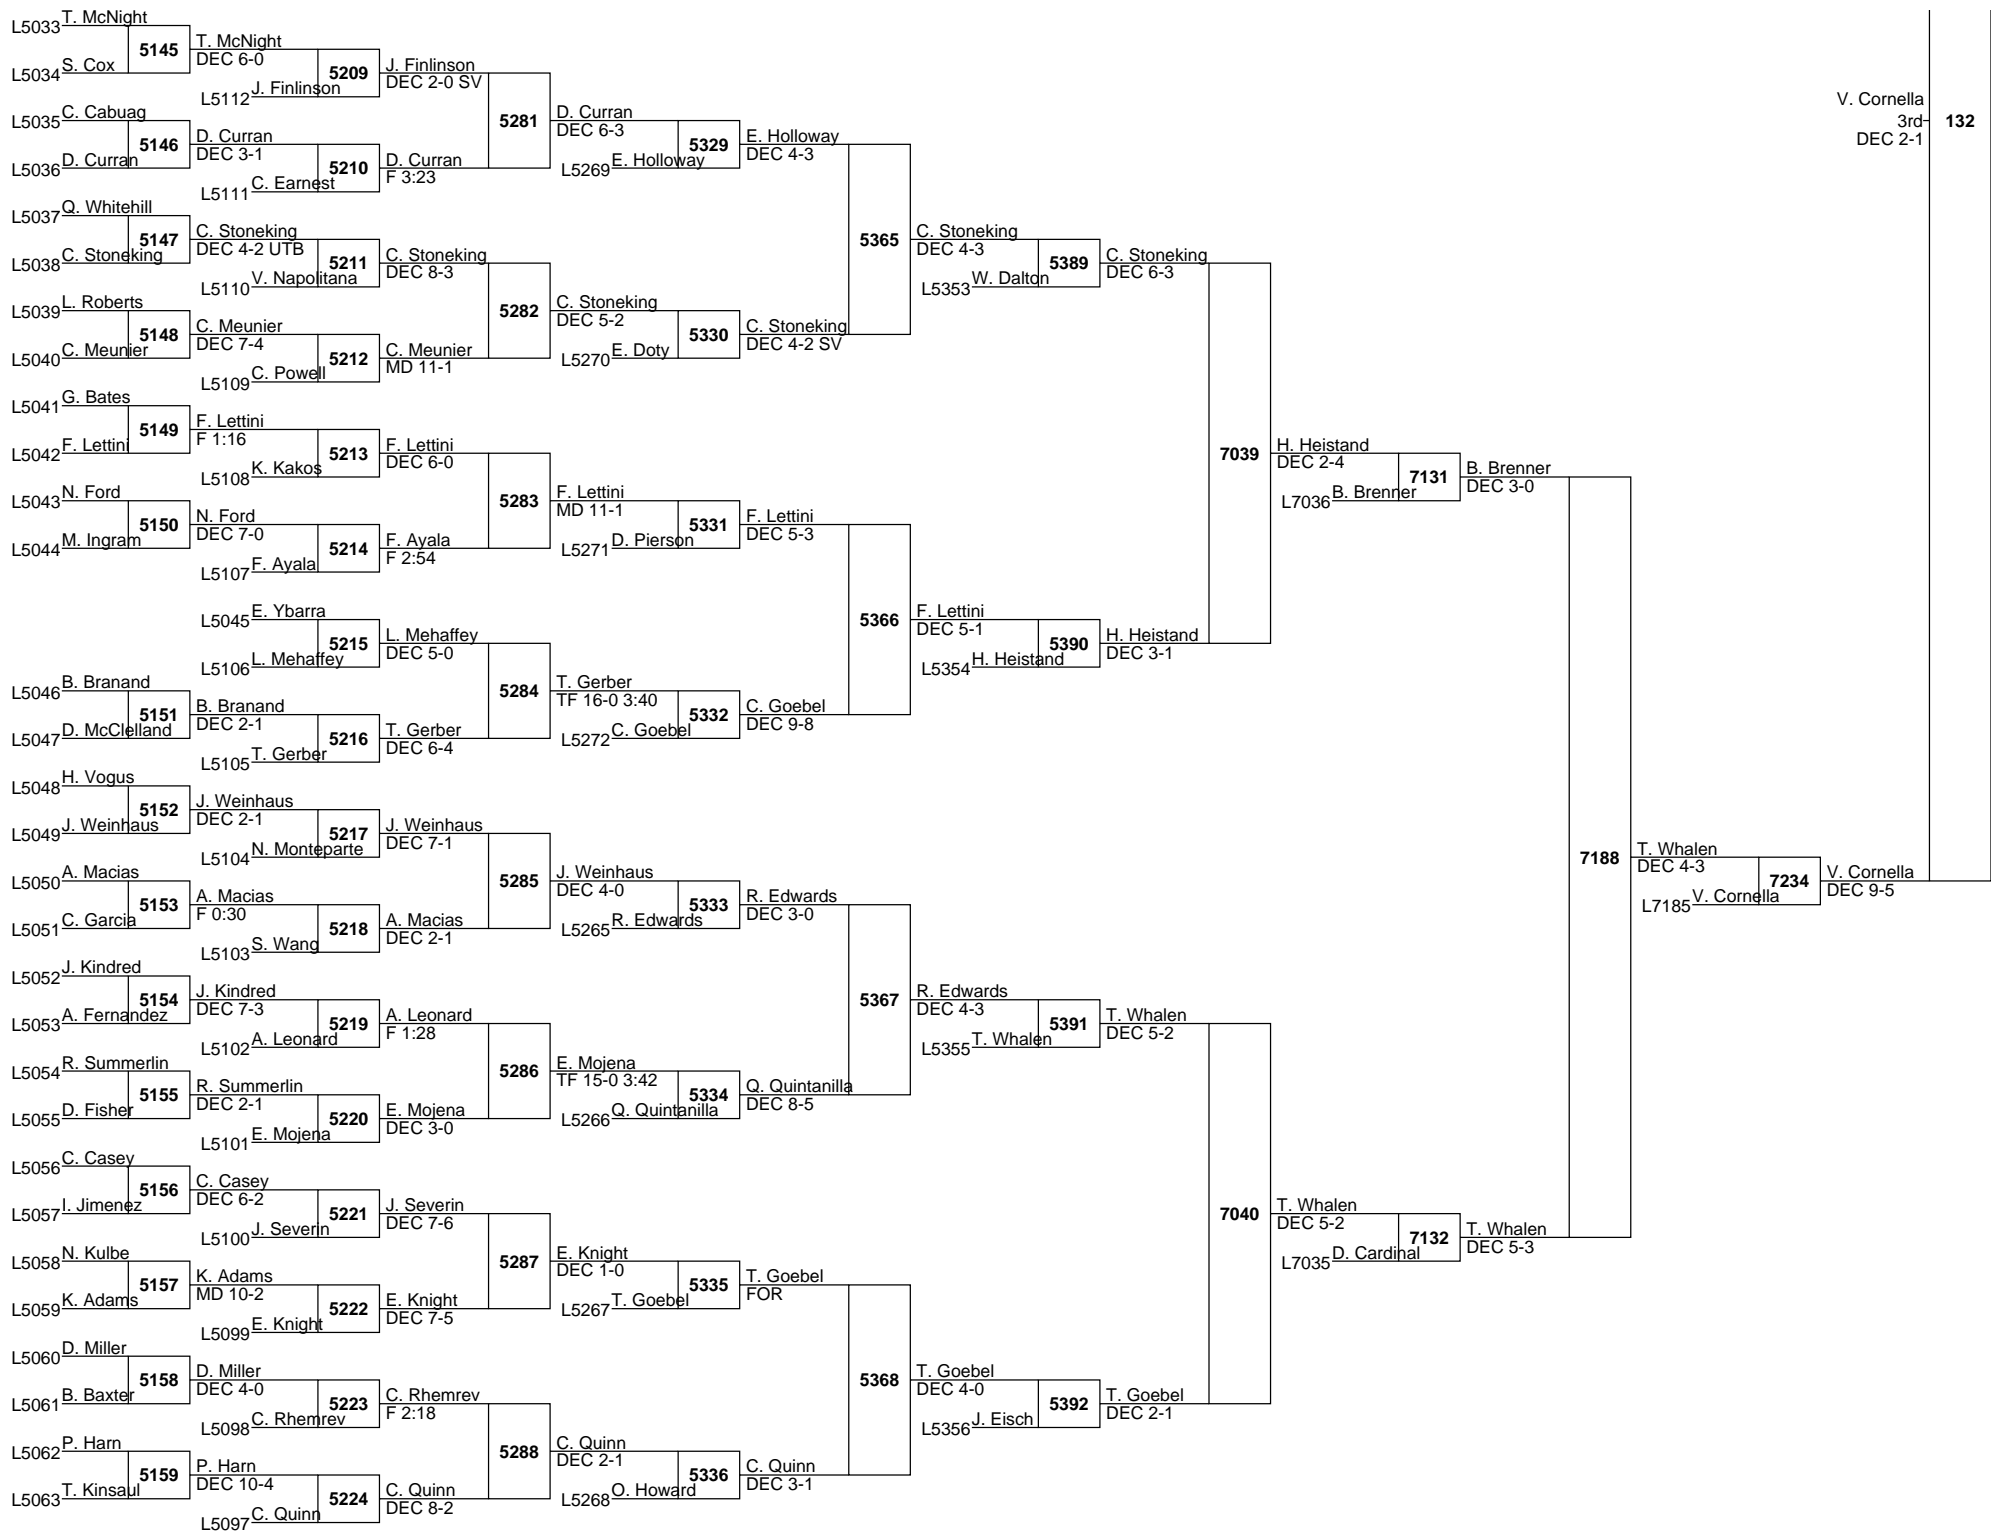 L5033 T. McNight
5145
L5034 S. Cox
T. McNight
DEC 6-0
5209
L5112 J. Finlinson
J. Finlinson
DEC 2-0 SV
L5035 C. Cabuag
5146
L5036 D. Curran
D. Curran
DEC 3-1
5210
L5111 C. Earnest
D. Curran
F 3:23
5281
D. Curran
DEC 6-3
5329
L5269 E. Holloway
E. Holloway
DEC 4-3
L5037 Q. Whitehill
5147
L5038 C. Stoneking
C. Stoneking
DEC 4-2 UTB
5211
L5110 V. Napolitana
C. Stoneking
DEC 8-3
L5039 L. Roberts
5148
L5040 C. Meunier
C. Meunier
DEC 7-4
5212
L5109 C. Powell
C. Meunier
MD 11-1
5282
C. Stoneking
DEC 5-2
5330
L5270 E. Doty
C. Stoneking
DEC 4-2 SV
5365
C. Stoneking
DEC 4-3
5389
L5353 W. Dalton
C. Stoneking
DEC 6-3
L5041 G. Bates
5149
L5042 F. Lettini
F. Lettini
F 1:16
5213
L5108 K. Kakos
F. Lettini
DEC 6-0
L5043 N. Ford
5150
L5044 M. Ingram
N. Ford
DEC 7-0
5214
L5107 F. Ayala
F. Ayala
F 2:54
5283
F. Lettini
MD 11-1
5331
L5271 D. Pierson
F. Lettini
DEC 5-3
L5045 E. Ybarra
5215
L5106 L. Mehaffey
L. Mehaffey
DEC 5-0
L5046 B. Branand
5151
L5047 D. McClelland
B. Branand
DEC 2-1
5216
L5105 T. Gerber
T. Gerber
DEC 6-4
5284
T. Gerber
TF 16-0 3:40
5332
L5272 C. Goebel
C. Goebel
DEC 9-8
5366
F. Lettini
DEC 5-1
5390
L5354 H. Heistand
H. Heistand
DEC 3-1
7039
H. Heistand
DEC 2-4
7131
L7036 B. Brenner
B. Brenner
DEC 3-0
L5048 H. Vogus
5152
L5049 J. Weinhaus
J. Weinhaus
DEC 2-1
5217
L5104 N. Monteparte
J. Weinhaus
DEC 7-1
L5050 A. Macias
5153
L5051 C. Garcia
A. Macias
F 0:30
5218
L5103 S. Wang
A. Macias
DEC 2-1
5285
J. Weinhaus
DEC 4-0
5333
L5265 R. Edwards
R. Edwards
DEC 3-0
L5052 J. Kindred
5154
L5053 A. Fernandez
J. Kindred
DEC 7-3
5219
L5102 A. Leonard
A. Leonard
F 1:28
L5054 R. Summerlin
5155
L5055 D. Fisher
R. Summerlin
DEC 2-1
5220
L5101 E. Mojena
E. Mojena
DEC 3-0
5286
E. Mojena
TF 15-0 3:42
5334
L5266 Q. Quintanilla
Q. Quintanilla
DEC 8-5
5367
R. Edwards
DEC 4-3
5391
L5355 T. Whalen
T. Whalen
DEC 5-2
L5056 C. Casey
5156
L5057 I. Jimenez
C. Casey
DEC 6-2
5221
L5100 J. Severin
J. Severin
DEC 7-6
L5058 N. Kulbe
5157
L5059 K. Adams
K. Adams
MD 10-2
5222
L5099 E. Knight
E. Knight
DEC 7-5
5287
E. Knight
DEC 1-0
5335
L5267 T. Goebel
T. Goebel
FOR
L5060 D. Miller
5158
L5061 B. Baxter
D. Miller
DEC 4-0
5223
L5098 C. Rhemrev
C. Rhemrev
F 2:18
L5062 P. Harn
5159
L5063 T. Kinsaul
P. Harn
DEC 10-4
5224
L5097 C. Quinn
C. Quinn
DEC 8-2
5288
C. Quinn
DEC 2-1
5336
L5268 O. Howard
C. Quinn
DEC 3-1
5368
T. Goebel
DEC 4-0
5392
L5356 J. Eisch
T. Goebel
DEC 2-1
7040
T. Whalen
DEC 5-2
7132
L7035 D. Cardinal
T. Whalen
DEC 5-3
7188
T. Whalen
DEC 4-3
7234
L7185 V. Cornella
V. Cornella
DEC 9-5
V. Cornella
3rd
DEC 2-1
132